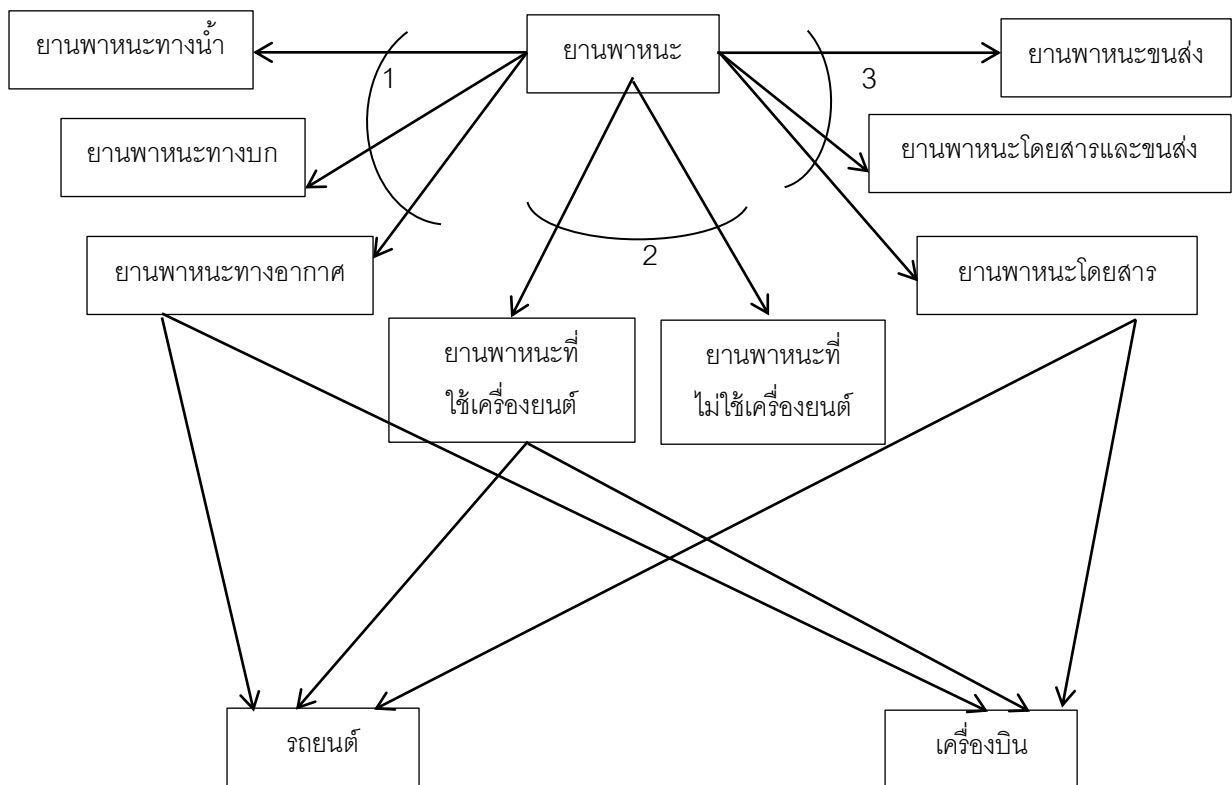 ยานพาหนะทางน้ำ
ยานพาหนะ
ยานพาหนะขนส่ง
1
3
ยานพาหนะทางบก
ยานพาหนะโดยสารและขนส่ง
2
ยานพาหนะทางอากาศ
ยานพาหนะโดยสาร
ยานพาหนะที่
ใช้เครื่องยนต์
ยานพาหนะที่
ไม่ใช้เครื่องยนต์
รถยนต์
เครื่องบิน